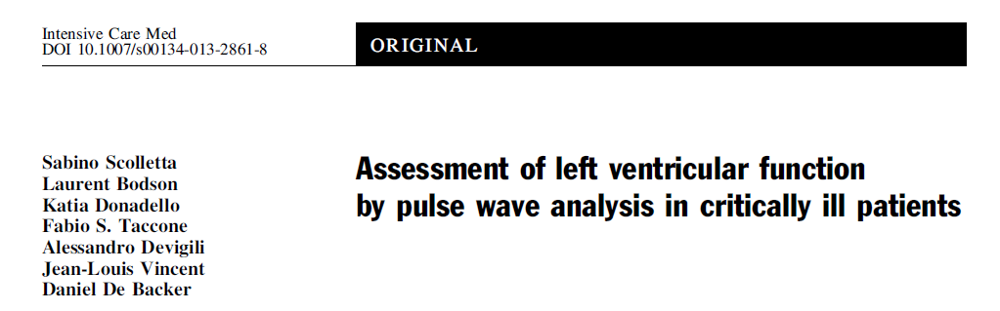 Intensive Care Med
DOI 10.1007/s00134-013-2861-8
ORIGINAL
Sabino Scolletta
Laurent Bodson
Katia Donadello
Fabio S. Taccone
Alessandro Devigili
Jean-Louis Vincent
Daniel De Backer
Assessment of left ventricular function
by pulse wave analysis in critically ill patients